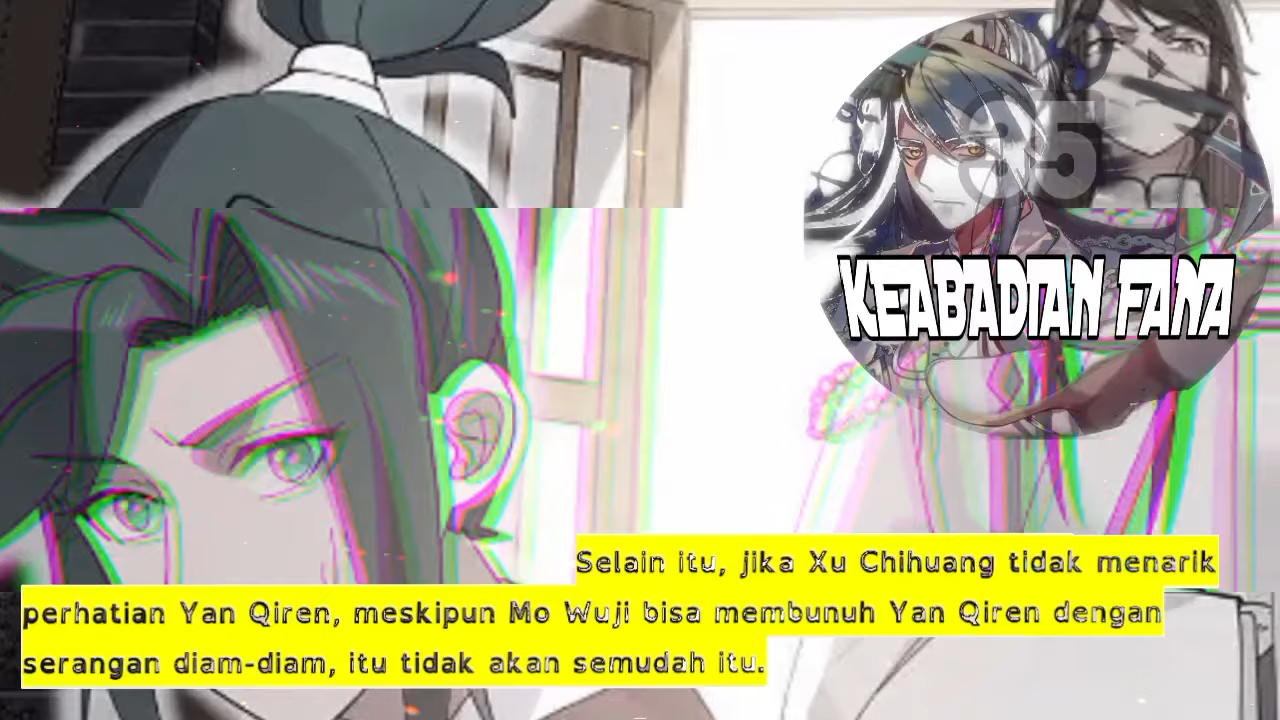 35
KEABADIAN FANA
Selain itu, jika Xu Chihuang tidak menarik
perhatian Yan Qiren, meskipun Mo Wuji bisa membunuh Yan Qiren dengan
serangan diam-diam, itu tidak akan semudah itu.